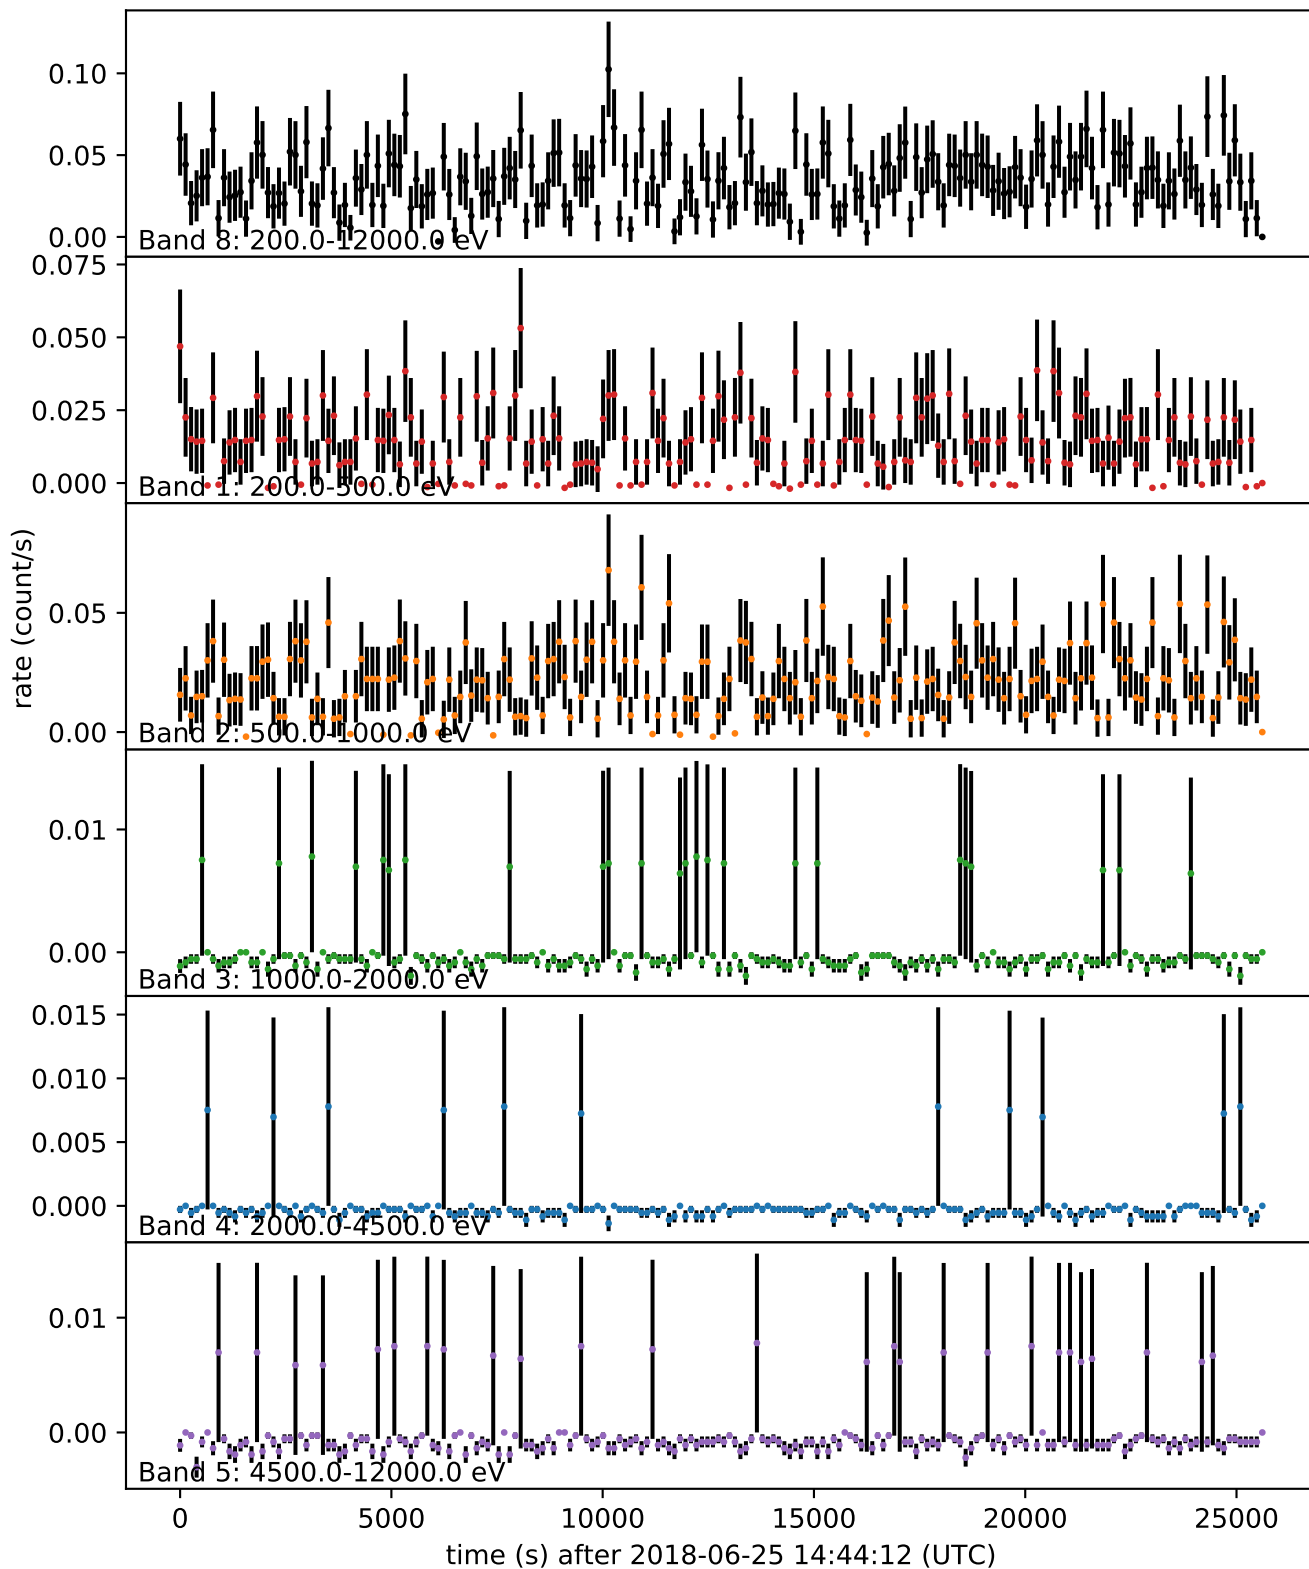 0.10
0.05
0.00
Band 8: 200.0-12000.0 eV
0.075
0.050
0.025
0.000
Band 1: 200.0-500.0 eV
rate (count/s)
0.05
0.00
Band 2: 500.0-1000.0 eV
0.01
0.00
Band 3: 1000.0-2000.0 eV
0.015
0.010
0.005
0.000
Band 4: 2000.0-4500.0 eV
0.01
0.00
Band 5: 4500.0-12000.0 eV
0 5000 10000 15000 20000 25000
time (s) after 2018-06-25 14:44:12 (UTC)